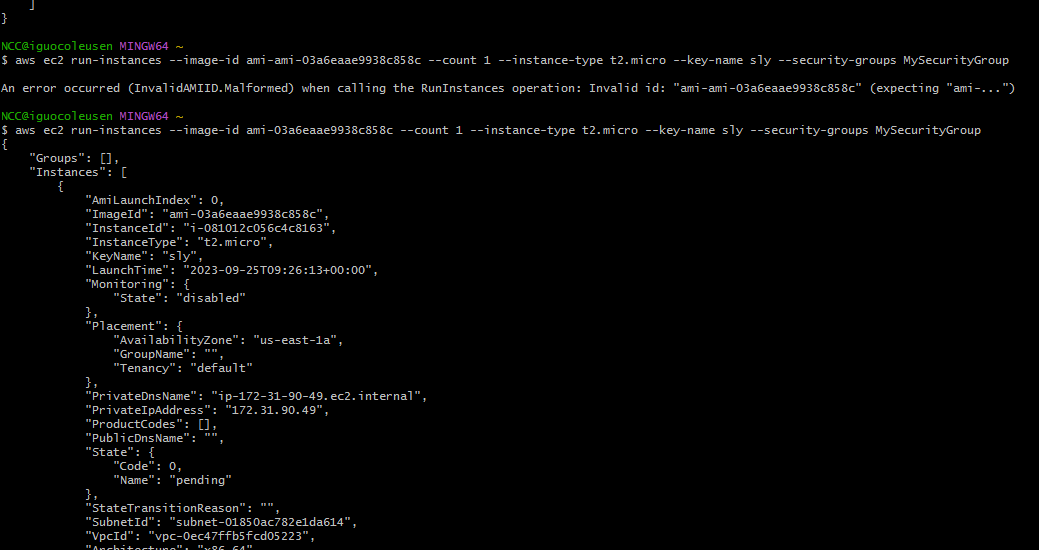 ]
}
NCC@iguocoleusen MINGW64 ~
$ aws ec2 run-instances --image-id ami-ami-03a6eaae9938c858c --count 1 --instance-type t2.micro --key-name sly --security-groups MySecurityGroup
An error occurred (InvalidAMIID.Malformed) when calling the RunInstances operation: Invalid id: "ami-ami-03a6eaae9938c858c" (expecting "ami-...")
NCC@iguocoleusen MINGW64 ~
$ aws ec2 run-instances --image-id ami-03a6eaae9938c858c --count 1 --instance-type t2.micro --key-name sly --security-groups MySecurityGroup
{
    "Groups": [],
    "Instances": [
        {
            "AmiLaunchIndex": 0,
            "ImageId": "ami-03a6eaae9938c858c",
            "InstanceId": "i-081012c056c4c8163",
            "InstanceType": "t2.micro",
            "KeyName": "sly",
            "LaunchTime": "2023-09-25T09:26:13+00:00",
            "Monitoring": {
                "State": "disabled"
            },
            "Placement": {
                "AvailabilityZone": "us-east-1a",
                "GroupName": "",
                "Tenancy": "default"
            },
            "PrivateDnsName": "ip-172-31-90-49.ec2.internal",
            "PrivateIpAddress": "172.31.90.49",
            "ProductCodes": [],
            "PublicDnsName": "",
            "State": {
                "Code": 0,
                "Name": "pending"
            },
            "StateTransitionReason": "",
            "SubnetId": "subnet-01850ac782e1da614",
            "VpcId": "vpc-0ec47ffb5fcd05223",
            "Architecture": "x86_64"